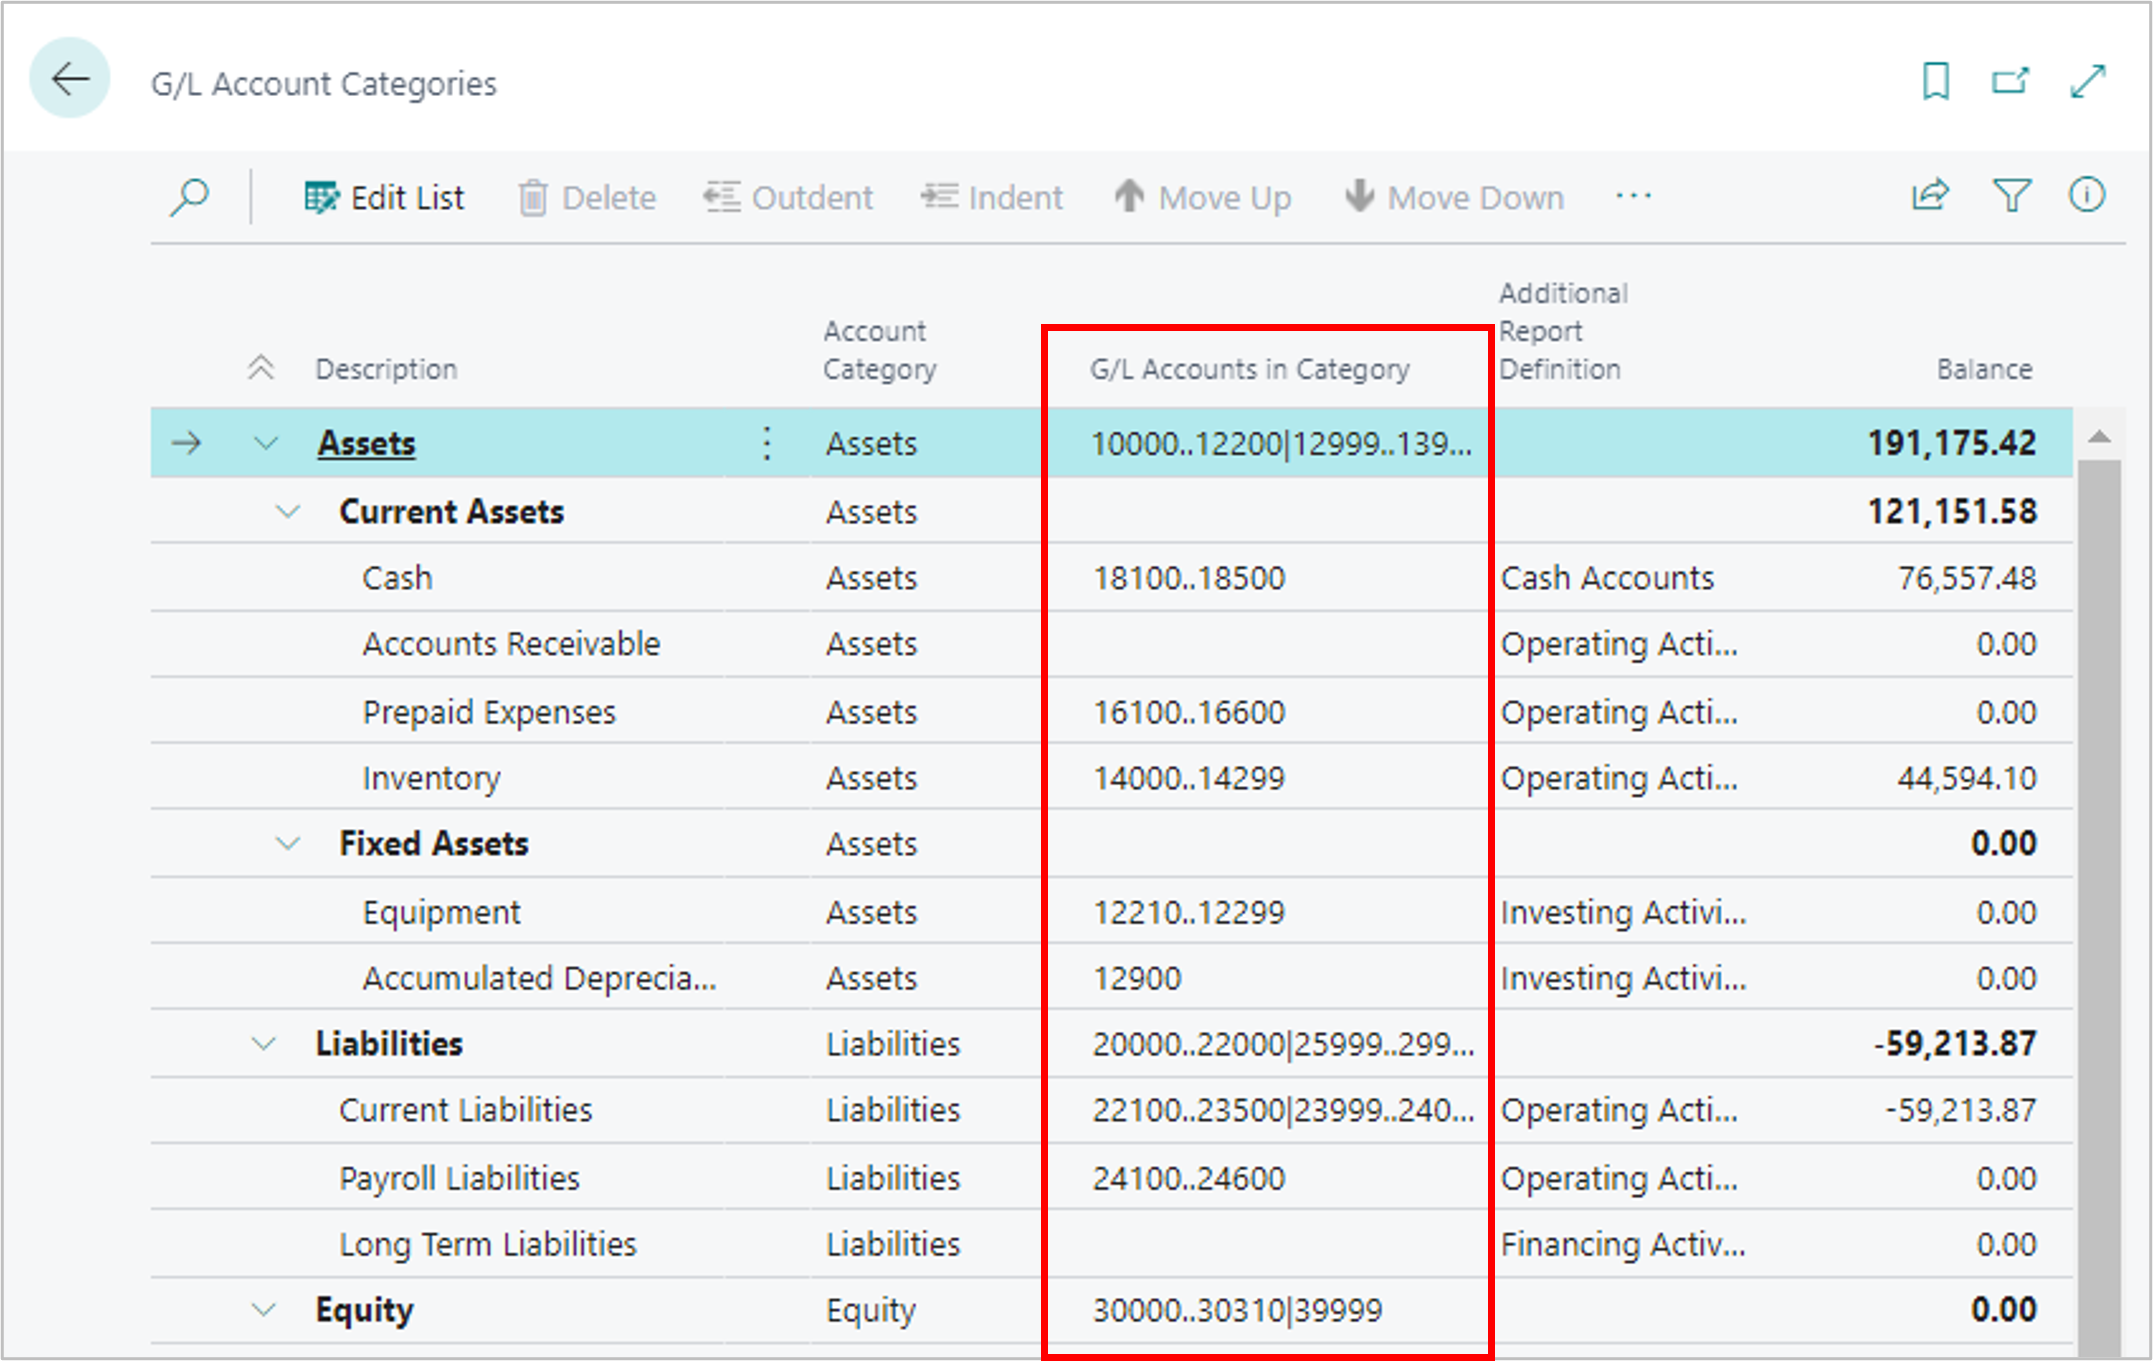 G/L Account Categories
Edit List Delete Outdent Indent Move Up Move Down ...
Description Account Category G/L Accounts in Category Additional Report Definition Balance
Assets Assets 10000..12200|12999..139... 191,175.42
Current Assets Assets 121,151.58
Cash Assets 18100..18500 Cash Accounts 76,557.48
Accounts Receivable Assets Operating Acti... 0.00
Prepaid Expenses Assets 16100..16600 Operating Acti... 0.00
Inventory Assets 14000..14299 Operating Acti... 44,594.10
Fixed Assets Assets 0.00
Equipment Assets 12210..12299 Investing Activi... 0.00
Accumulated Deprecia... Assets 12900 Investing Activi... 0.00
Liabilities Liabilities 20000..22000|25999..299... -59,213.87
Current Liabilities Liabilities 22100..23500|23999..240... Operating Acti... -59,213.87
Payroll Liabilities Liabilities 24100..24600 Operating Acti... 0.00
Long Term Liabilities Liabilities Financing Activ... 0.00
Equity Equity 30000..30310|39999 0.00